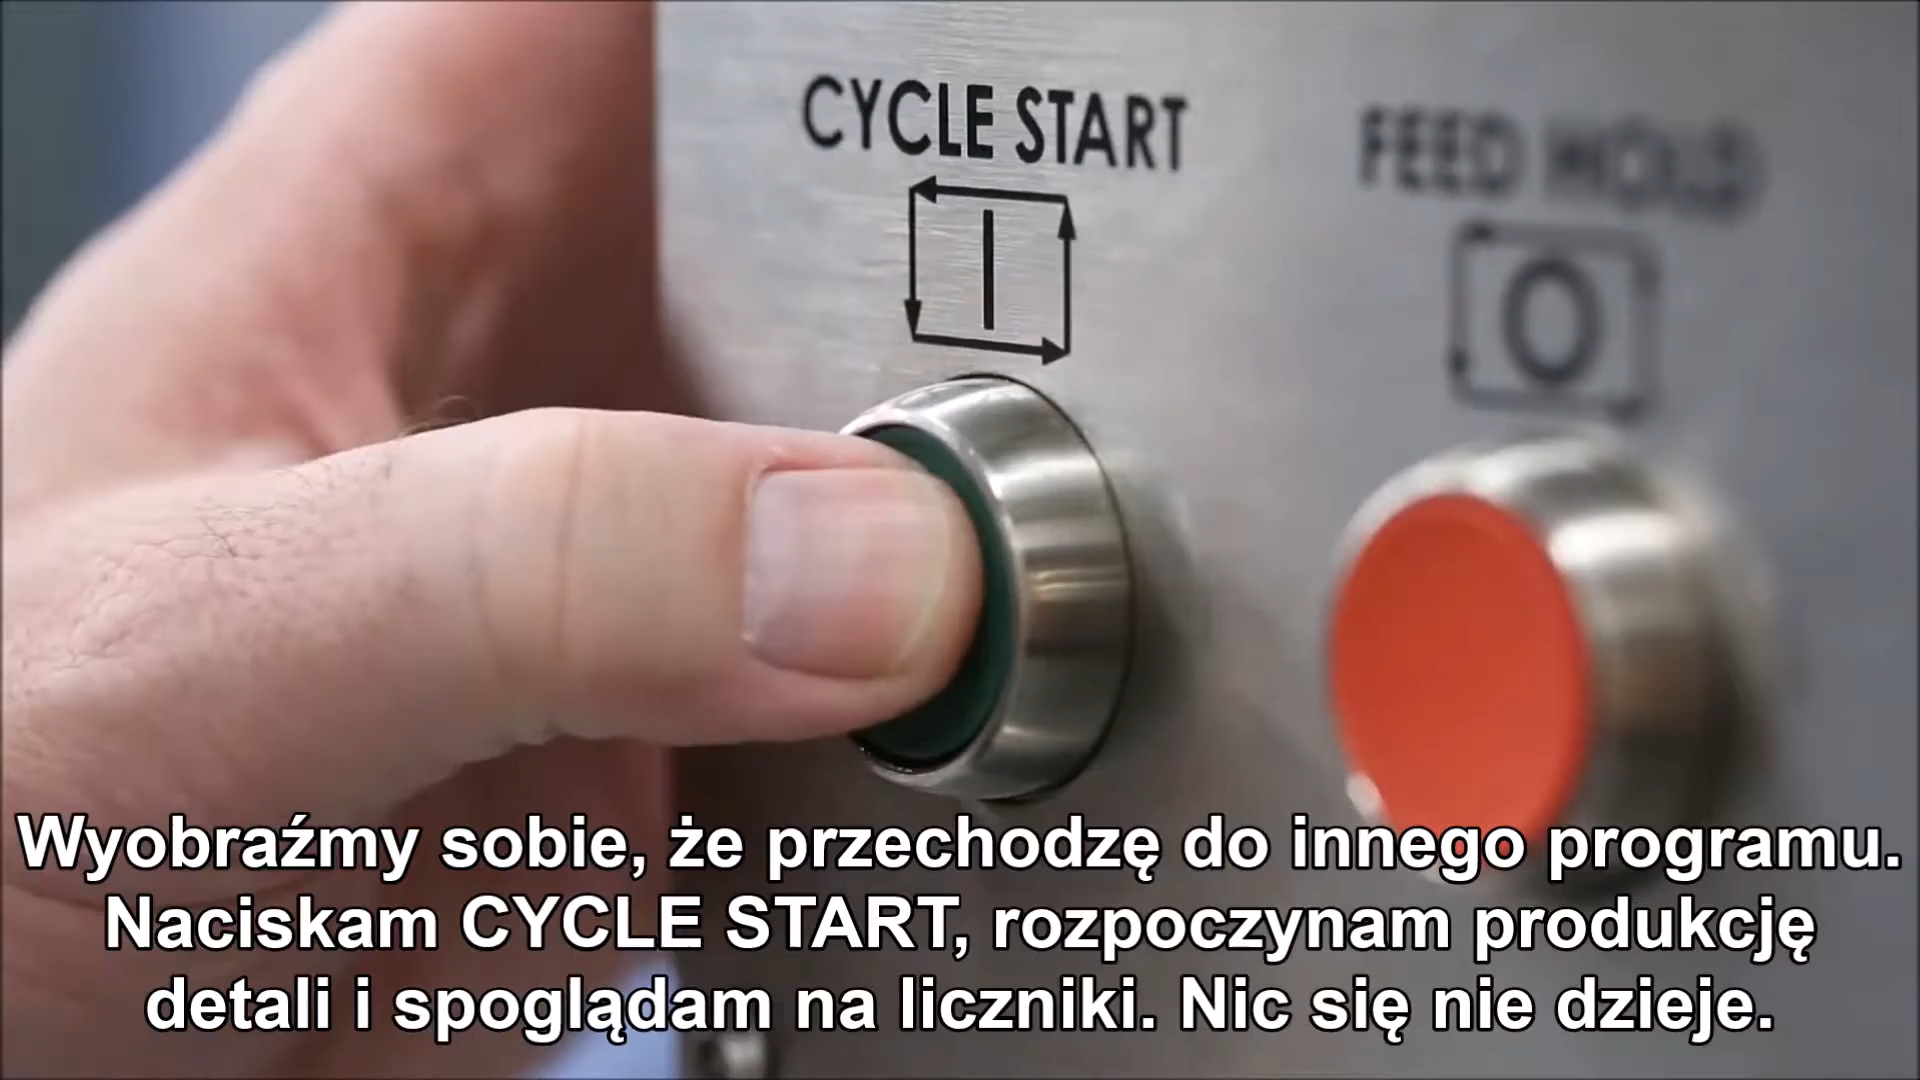 CYCLE START
FEED HOLD
Wyobraźmy sobie, że przechodzę do innego programu.
Naciskam CYCLE START, rozpoczynam produkcję
detali i spoglądam na liczniki. Nic się nie dzieje.